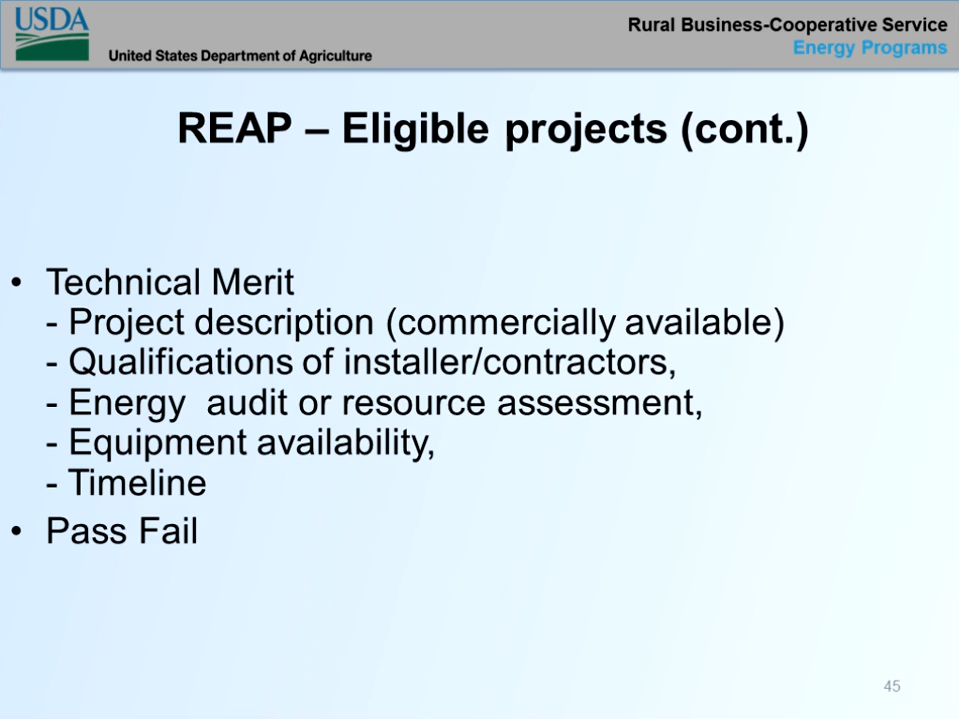 USDA
United States Department of Agriculture
Rural Business-Cooperative Service
Energy Programs
REAP – Eligible projects (cont.)
• Technical Merit
- Project description (commercially available)
- Qualifications of installer/contractors,
- Energy  audit or resource assessment,
- Equipment availability,
- Timeline
• Pass Fail
45